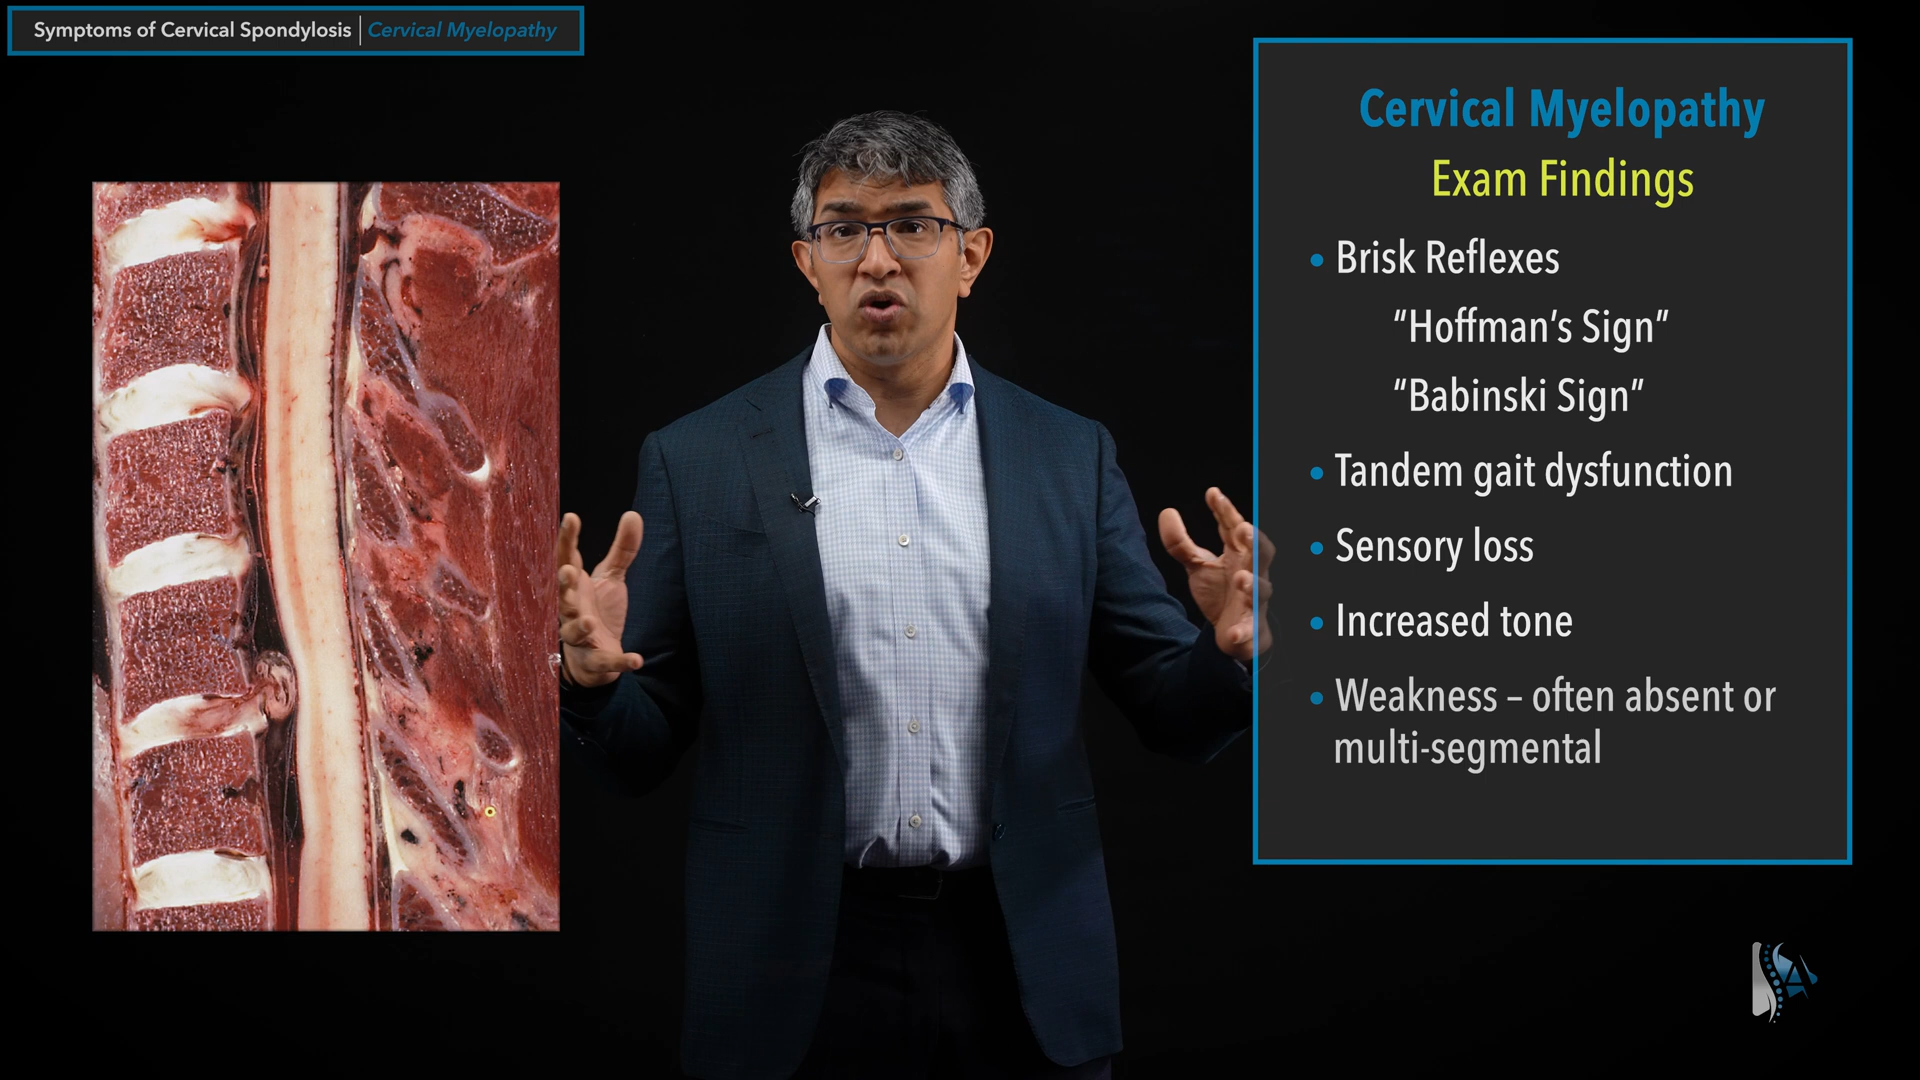 Symptoms of Cervical Spondylosis | Cervical Myelopathy
Cervical Myelopathy
Exam Findings
• Brisk Reflexes
“Hoffman’s Sign”
“Babinski Sign”
• Tandem gait dysfunction
• Sensory loss
• Increased tone
• Weakness – often absent or
multi-segmental